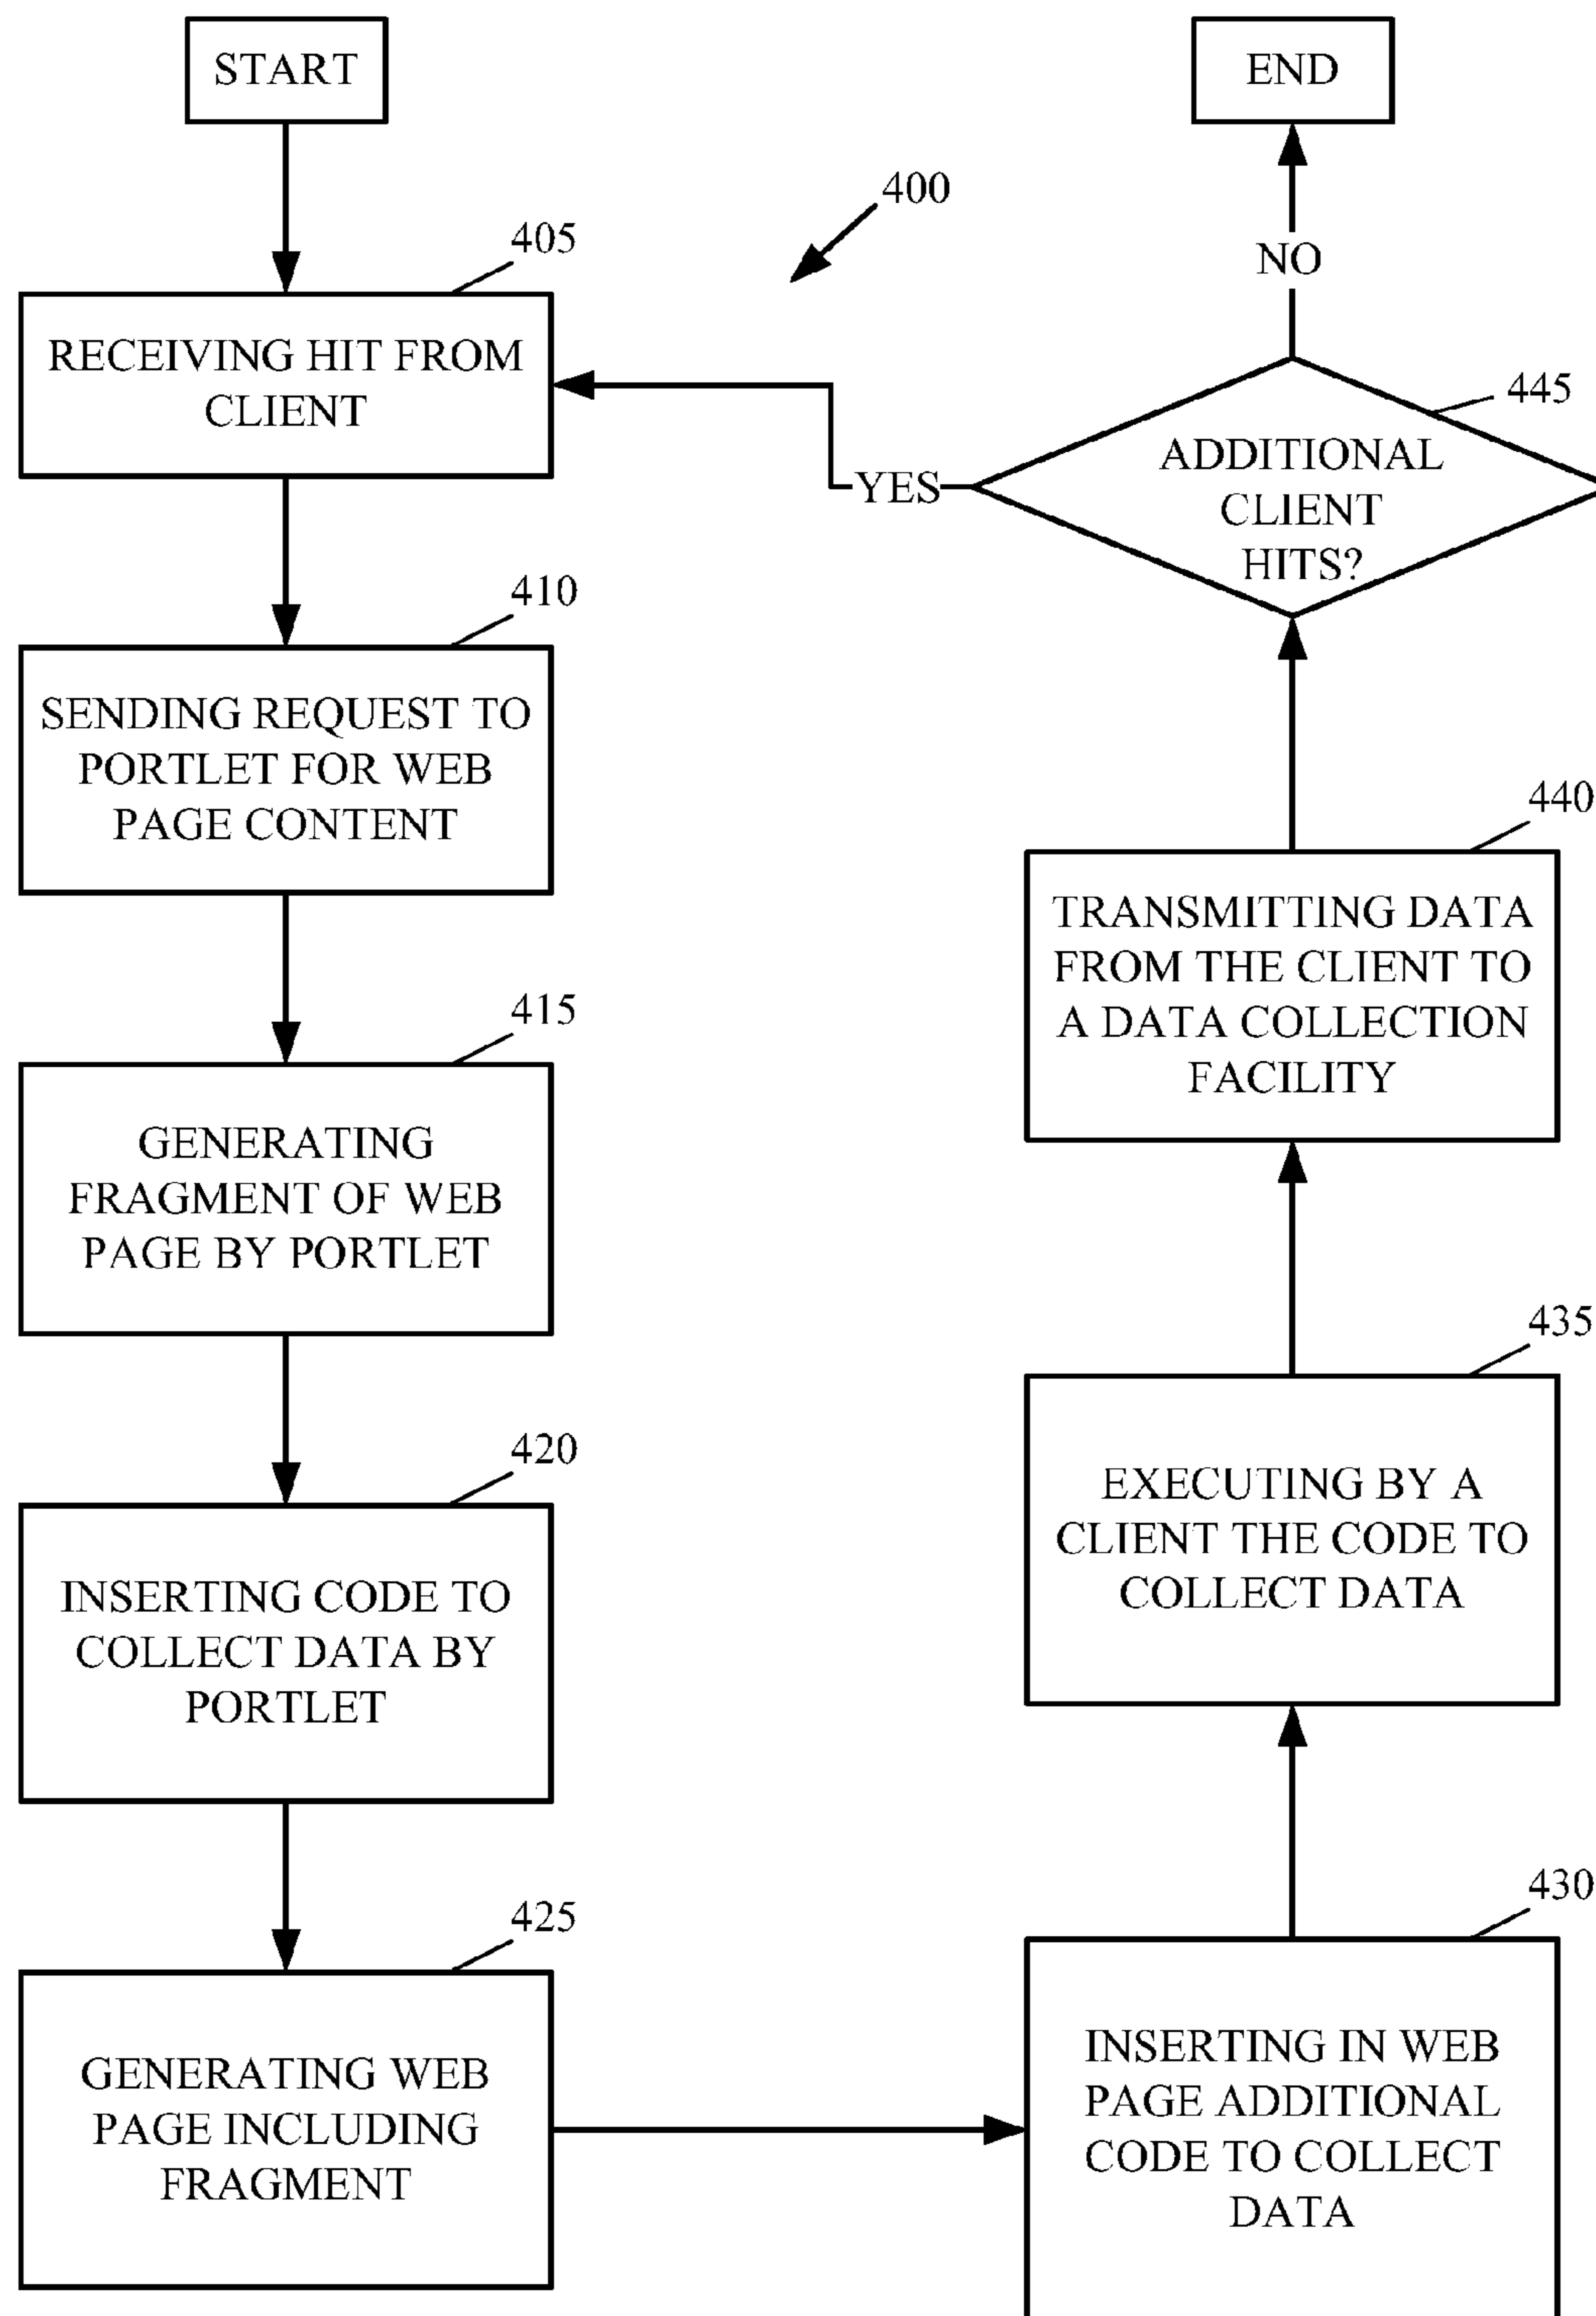 START
405
RECEIVING HIT FROM
CLIENT
410
SENDING REQUEST TO
PORTLET FOR WEB
PAGE CONTENT
415
GENERATING
FRAGMENT OF WEB
PAGE BY PORTLET
420
INSERTING CODE TO
COLLECT DATA BY
PORTLET
425
GENERATING WEB
PAGE INCLUDING
FRAGMENT
430
INSERTING IN WEB
PAGE ADDITIONAL
CODE TO COLLECT
DATA
435
EXECUTING BY A
CLIENT THE CODE TO
COLLECT DATA
440
TRANSMITTING DATA
FROM THE CLIENT TO
A DATA COLLECTION
FACILITY
445
ADDITIONAL
CLIENT
HITS?
YES
NO
END
400